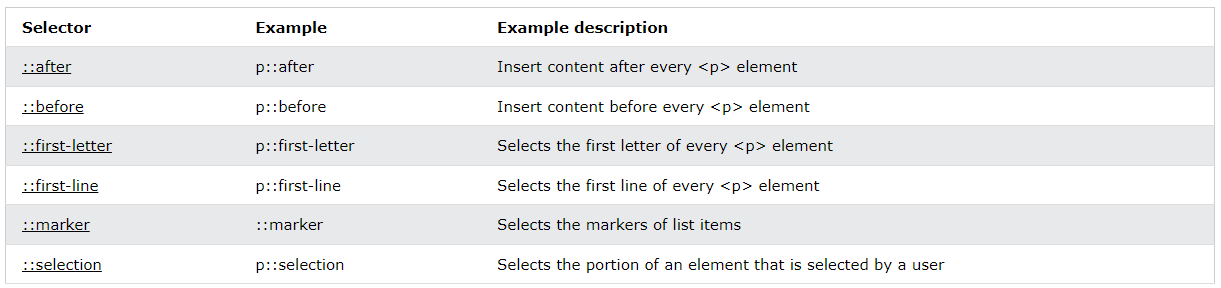 Selector Example Example description
::after p::after Insert content after every <p> element
::before p::before Insert content before every <p> element
::first-letter p::first-letter Selects the first letter of every <p> element
::first-line p::first-line Selects the first line of every <p> element
::marker ::marker Selects the markers of list items
::selection p::selection Selects the portion of an element that is selected by a user